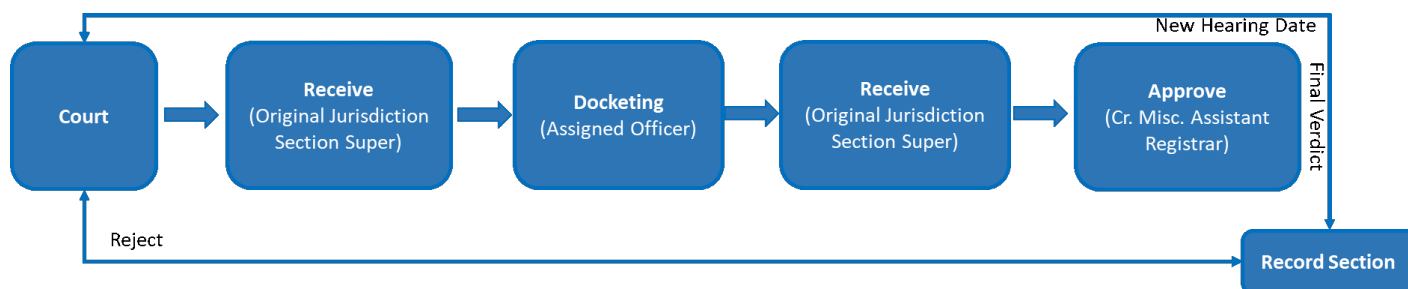 New Hearing Date
Court
Receive
(Original Jurisdiction
Section Super)
Docketing
(Assigned Officer)
Receive
(Original Jurisdiction
Section Super)
Approve
(Cr. Misc. Assistant
Registrar)
Final Verdict
Reject
Record Section